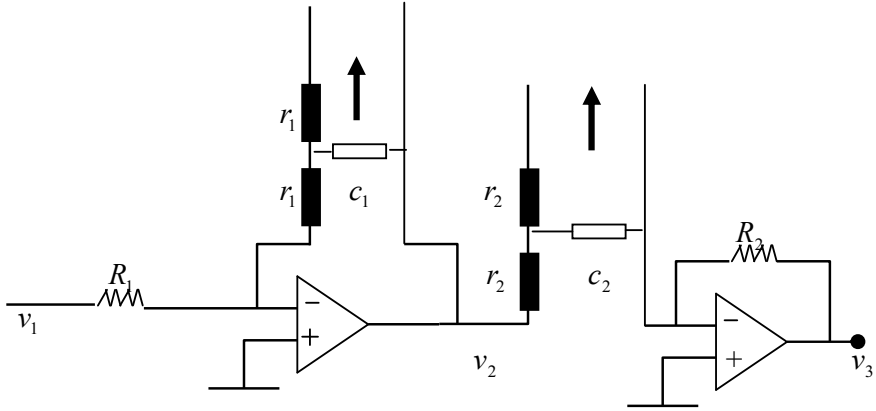 r₁
r₁
c₁
r₂
r₂
c₂
R₂
R₁
v₁
−
+
v₂
−
+
v₃